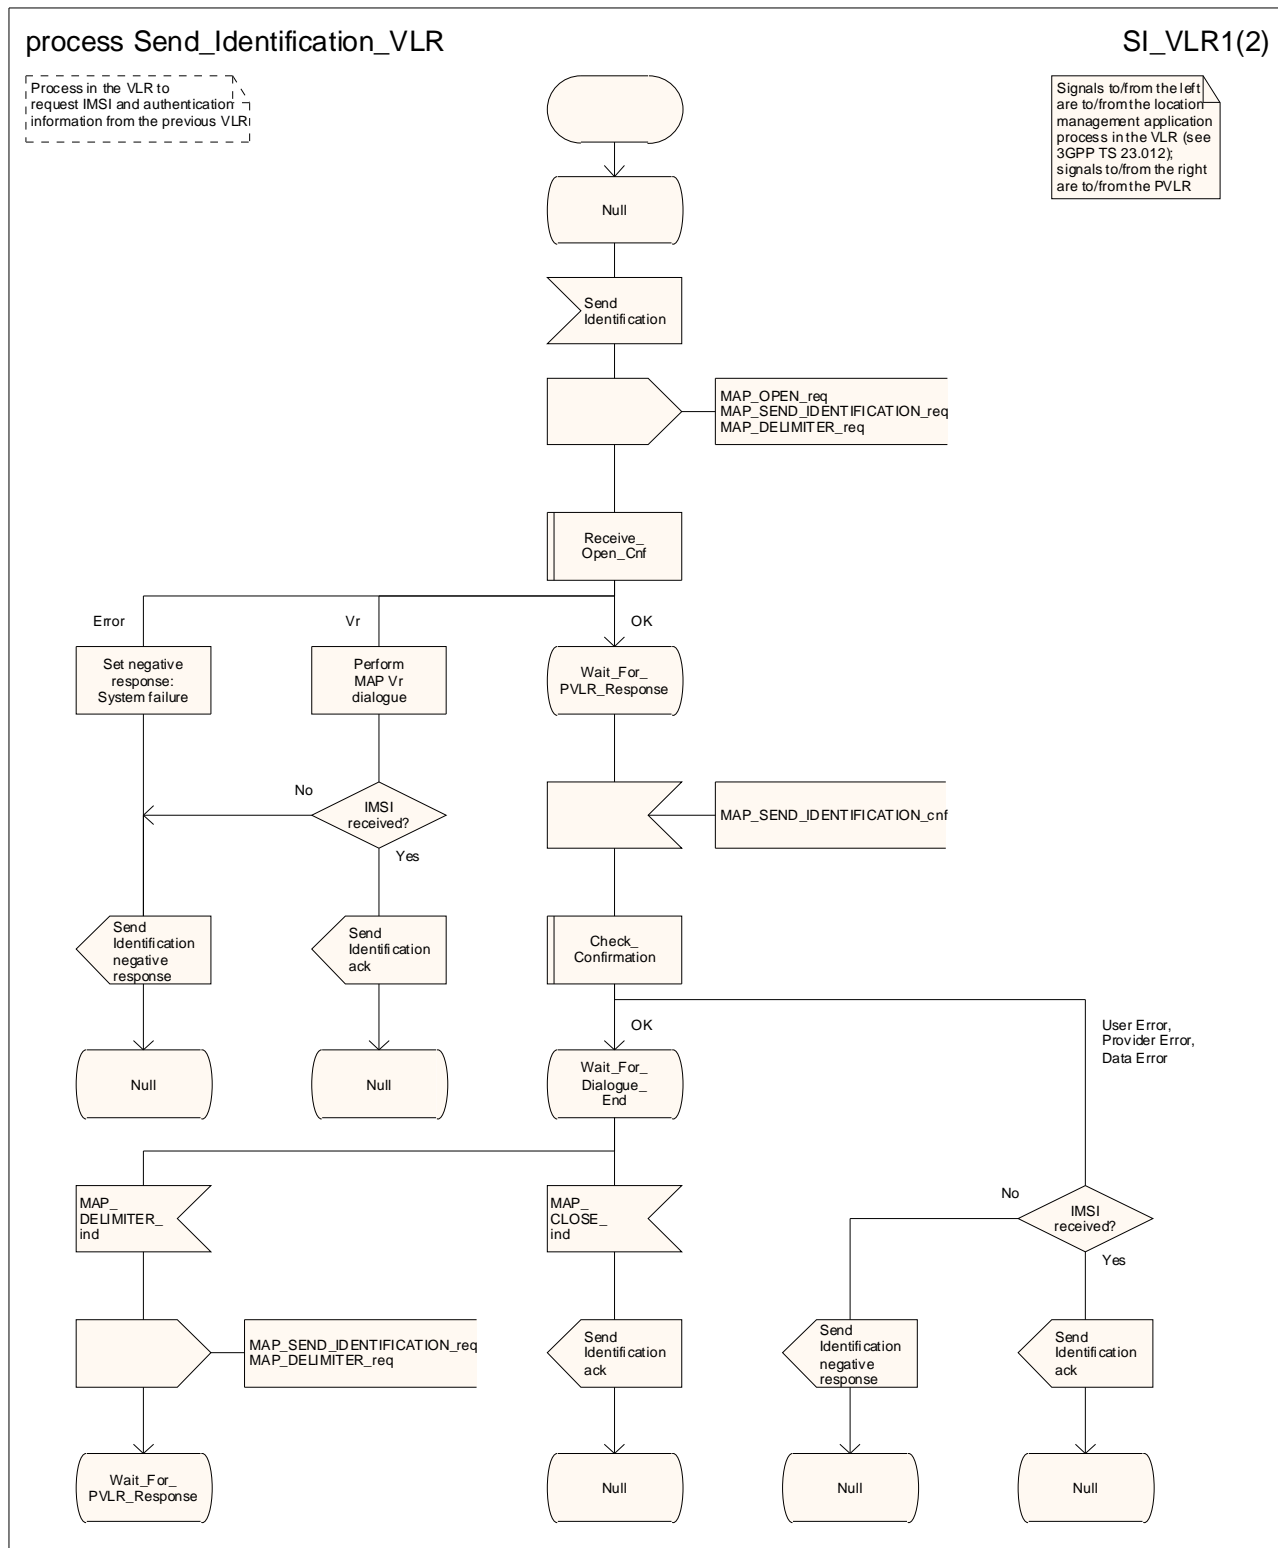 process Send_Identification_VLR
SI_VLR1(2)
Process in the VLR to
request IMSI and authentication
information from the previous VLR
Signals to/from the left
are to/from the location
management application
process in the VLR (see
3GPP TS 23.012);
signals to/from the right
are to/from the PVLR
Null
Send
Identification
MAP_OPEN_req
MAP_SEND_IDENTIFICATION_req
MAP_DELIMITER_req
Receive_
Open_Cnf
Error
Vr
OK
Set negative
response:
System failure
Perform
MAP Vr
dialogue
Wait_For_
PVLR_Response
No
IMSI
received?
Yes
MAP_SEND_IDENTIFICATION_cnf
Send
Identification
negative
response
Send
Identification
ack
Check_
Confirmation
OK
User Error,
Provider Error,
Data Error
Null
Null
Wait_For_
Dialogue_
End
MAP_
DELIMITER_
ind
MAP_
CLOSE_
ind
No
IMSI
received?
Yes
MAP_SEND_IDENTIFICATION_req
MAP_DELIMITER_req
Send
Identification
ack
Send
Identification
negative
response
Send
Identification
ack
Wait_For_
PVLR_Response
Null
Null
Null